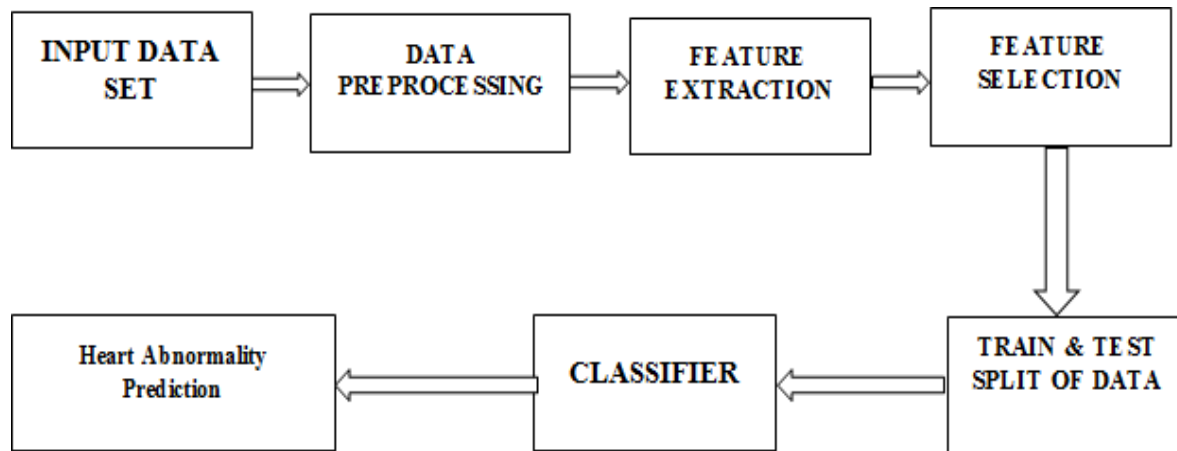 INPUT DATA
SET
DATA
PREPROCESSING
FEATURE
EXTRACTION
FEATURE
SELECTION
TRAIN & TEST
SPLIT OF DATA
CLASSIFIER
Heart Abnormality
Prediction